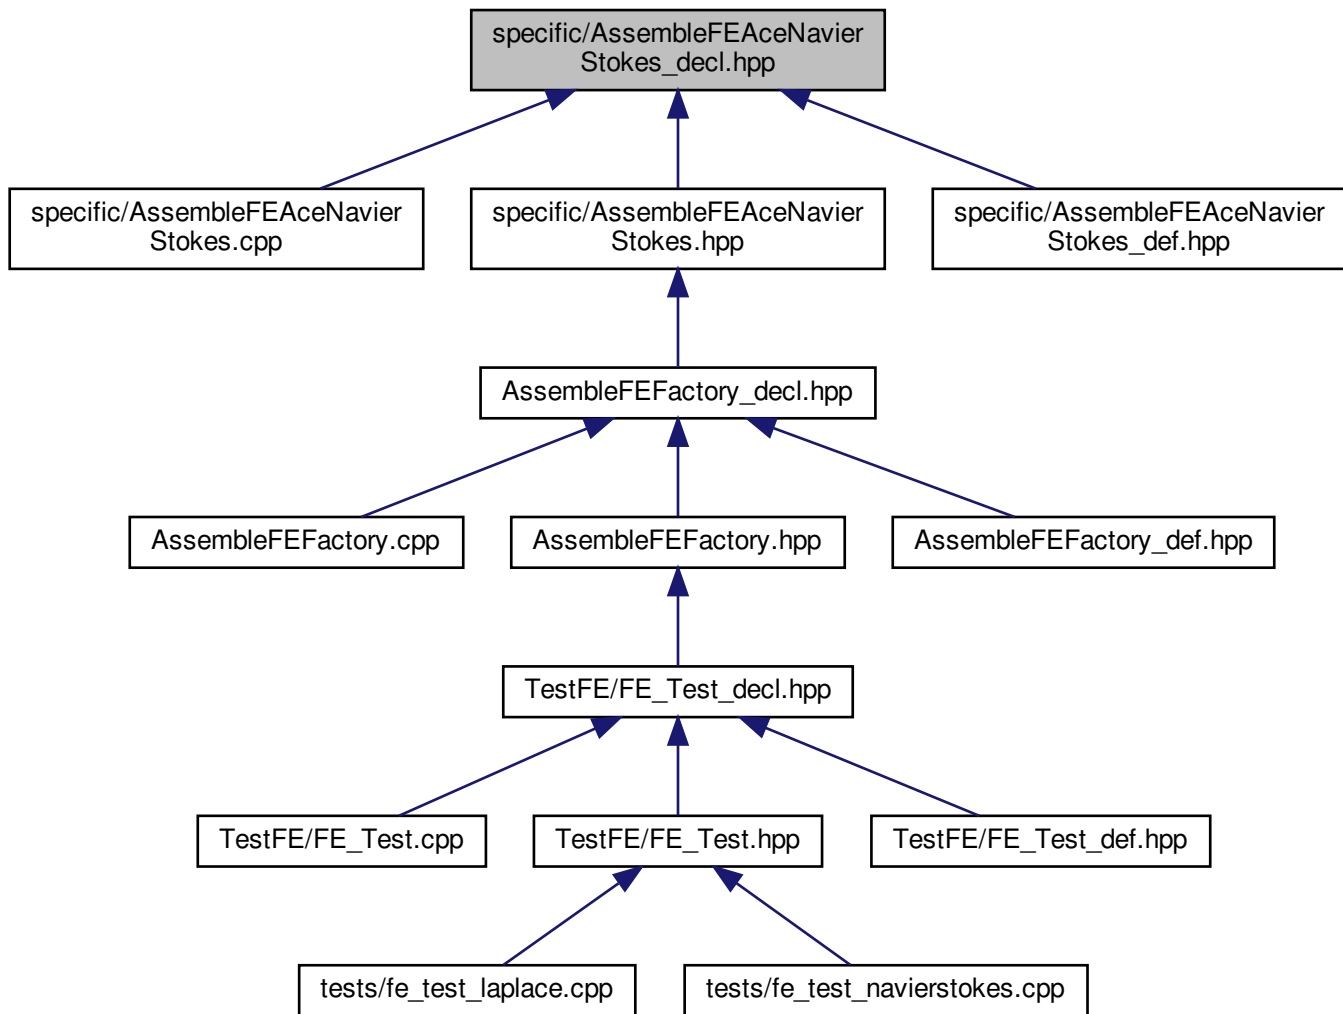 specific/AssembleFEAceNavier
Stokes_decl.hpp
specific/AssembleFEAceNavier
Stokes.cpp
specific/AssembleFEAceNavier
Stokes.hpp
specific/AssembleFEAceNavier
Stokes_def.hpp
AssembleFEFactory_decl.hpp
AssembleFEFactory.cpp
AssembleFEFactory.hpp
AssembleFEFactory_def.hpp
TestFE/FE_Test_decl.hpp
TestFE/FE_Test.cpp
TestFE/FE_Test.hpp
TestFE/FE_Test_def.hpp
tests/fe_test_laplace.cpp
tests/fe_test_navierstokes.cpp